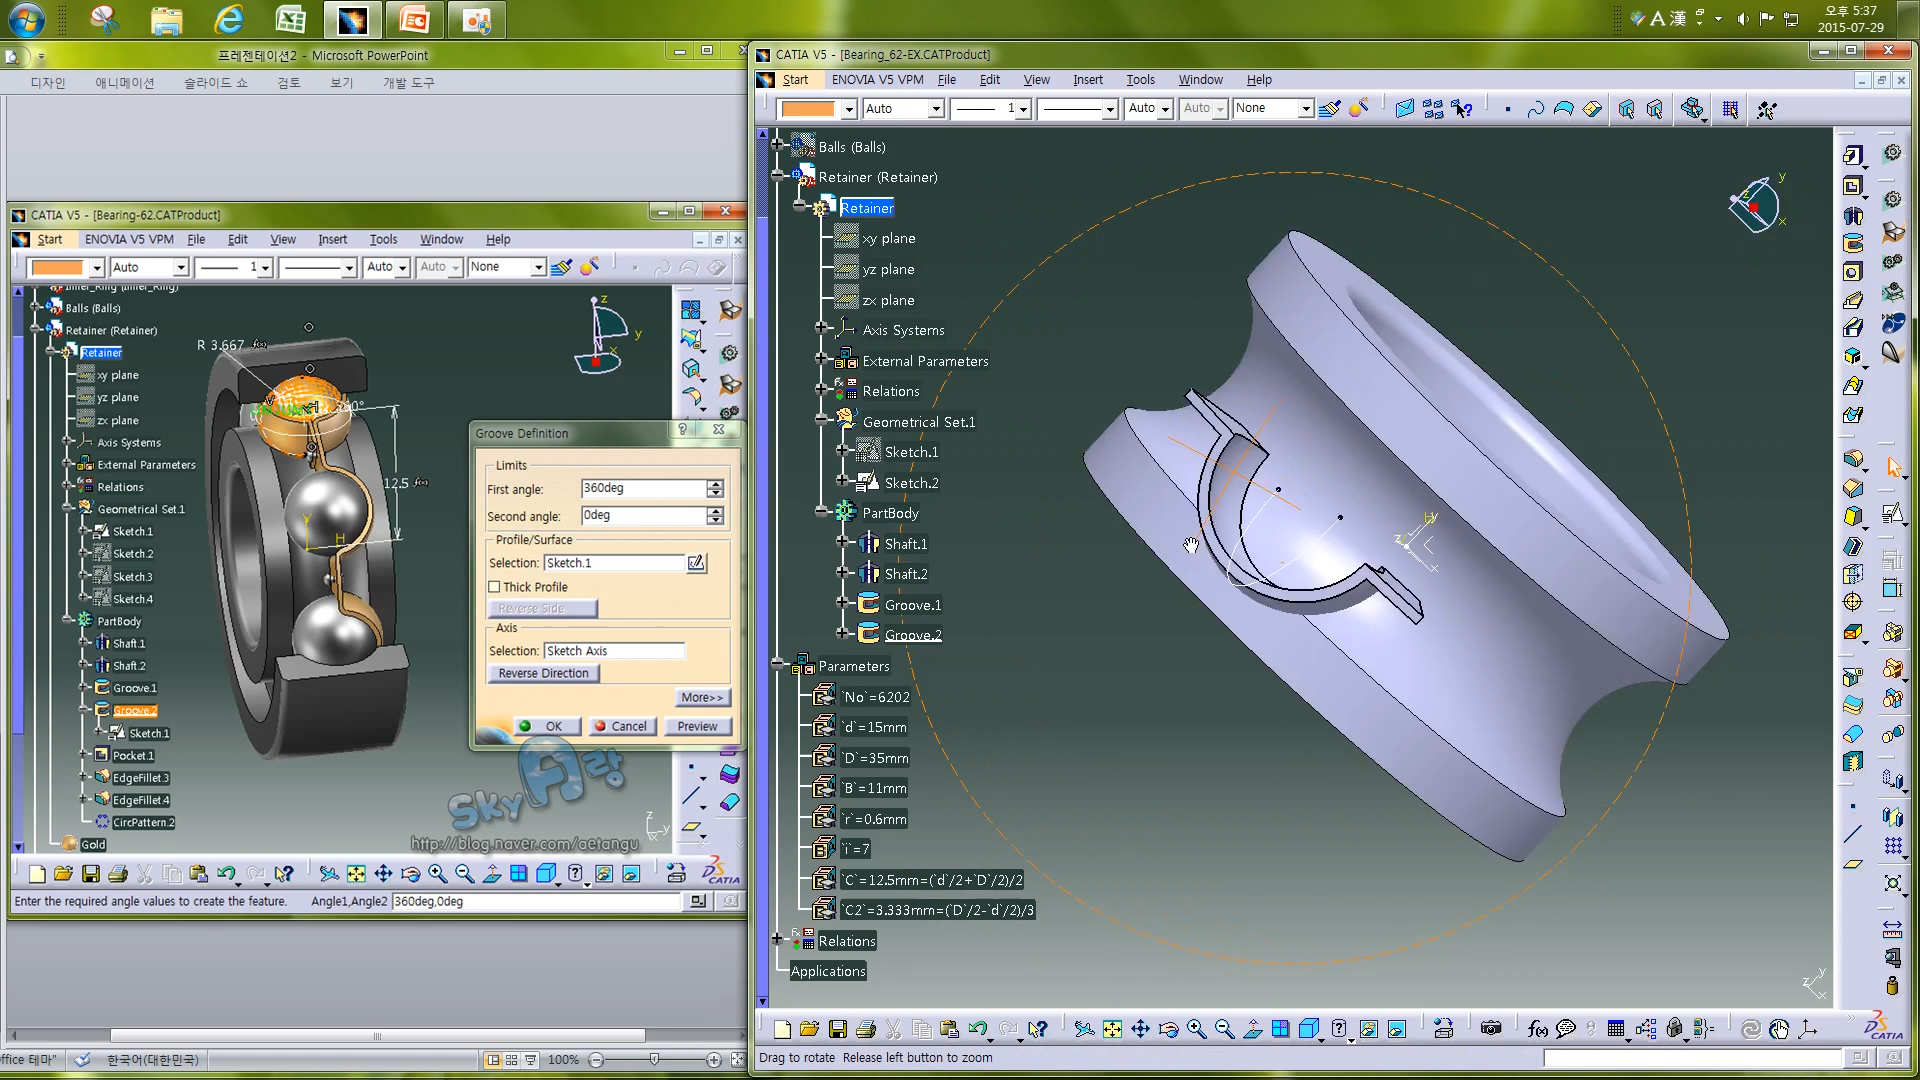 오후 5:37
A 漢
2015-07-29
프레젠테이션2 - Microsoft PowerPoint
디자인 애니메이션 슬라이드 쇼 검토 보기 개발 도구
CATIA V5 - [Bearing-62.CATProduct]
Start ENOVIA V5 VPM File Edit View Insert Tools Window Help
Auto 1 Auto Auto None
Inner_Ring (Inner_Ring)
Balls (Balls)
Retainer (Retainer)
Retainer
xy plane
yz plane
zx plane
Axis Systems
External Parameters
Relations
Geometrical Set.1
Sketch.1
Sketch.2
Sketch.3
Sketch.4
PartBody
Shaft.1
Shaft.2
Groove.1
Groove.2
Sketch.1
Pocket.1
EdgeFillet.3
EdgeFillet.4
CircPattern.2
Gold
R 3.667
12.5
H
z
y
x
Groove Definition
Limits
First angle: 360deg
Second angle: 0deg
Profile/Surface
Selection: Sketch.1
Thick Profile
Reverse Side
Axis
Selection: Sketch Axis
Reverse Direction
More>>
OK Cancel Preview
Sky A랑
http://blog.naver.com/aetangu
CATIA
Enter the required angle values to create the feature. Angle1,Angle2 360deg,0deg
ffice 테마" 한국어(대한민국) 100%
CATIA V5 - [Bearing_62-EX.CATProduct]
Start ENOVIA V5 VPM File Edit View Insert Tools Window Help
Auto 1 Auto Auto None
Balls (Balls)
Retainer (Retainer)
Retainer
xy plane
yz plane
zx plane
Axis Systems
External Parameters
Relations
Geometrical Set.1
Sketch.1
Sketch.2
PartBody
Shaft.1
Shaft.2
Groove.1
Groove.2
Parameters
`No`=6202
`d`=15mm
`D`=35mm
`B`=11mm
`r`=0.6mm
`i`=7
`C`=12.5mm=(`d`/2+`D`/2)/2
`C2`=3.333mm=(`D`/2-`d`/2)/3
Relations
Applications
CATIA
Drag to rotate Release left button to zoom